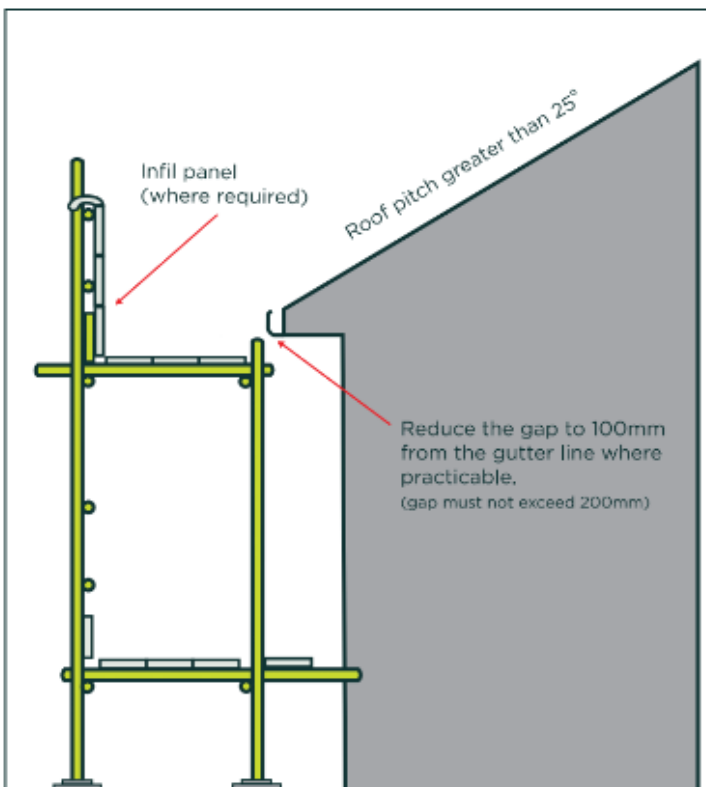 Roof pitch greater than 25°
Infil panel
(where required)
Reduce the gap to 100mm
from the gutter line where
practicable.
(gap must not exceed 200mm)